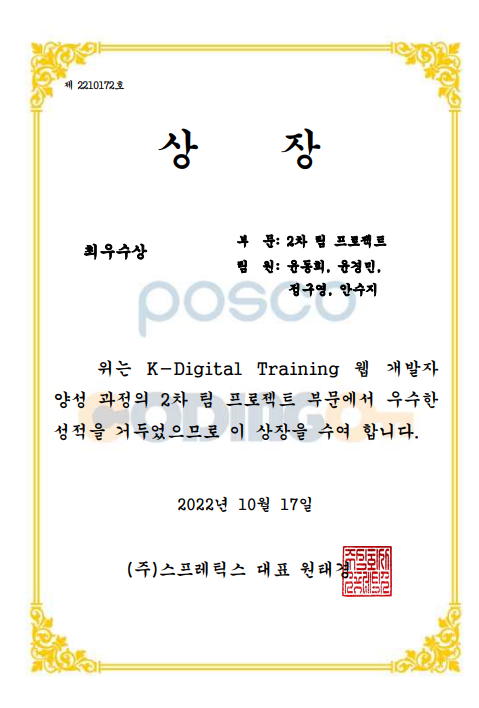 제 2210172호
상 장
최우수상
부 문: 2차 팀 프로젝트
팀 원: 윤동희, 윤경민,
정구영, 안수지
posco
위는 K-Digital Training 웹 개발자
양성 과정의 2차 팀 프로젝트 부문에서 우수한
CODINGO
성적을 거두었으므로 이 상장을 수여 합니다.
2022년 10월 17일
(주)스프레틱스 대표 원태경